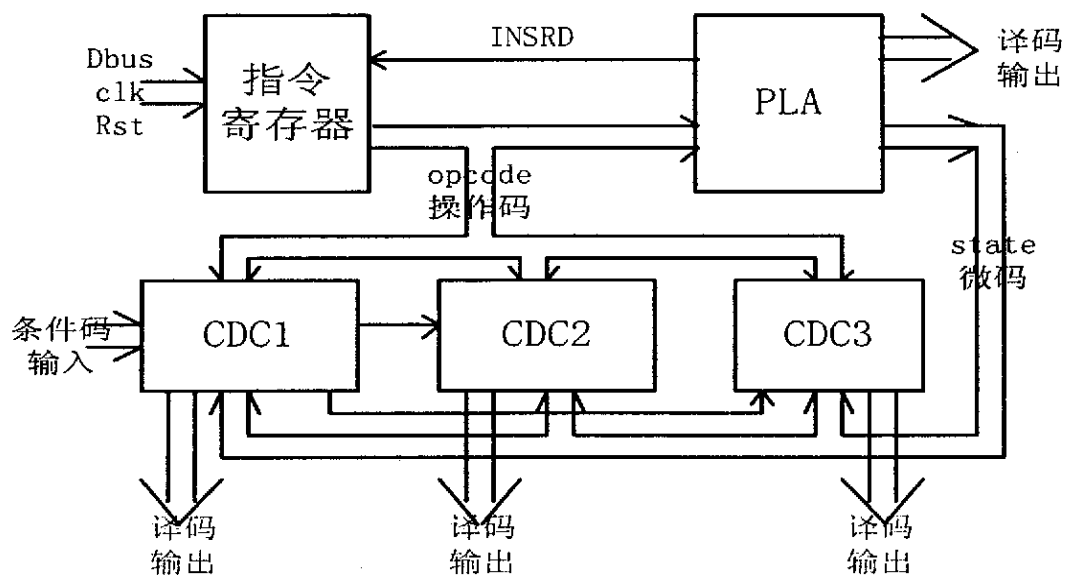 INSRD
译码
输出
Dbus
clk
Rst
指令
寄存器
PLA
opcode
操作码
state
微码
条件码
输入
CDC1
CDC2
CDC3
译码
输出
译码
输出
译码
输出